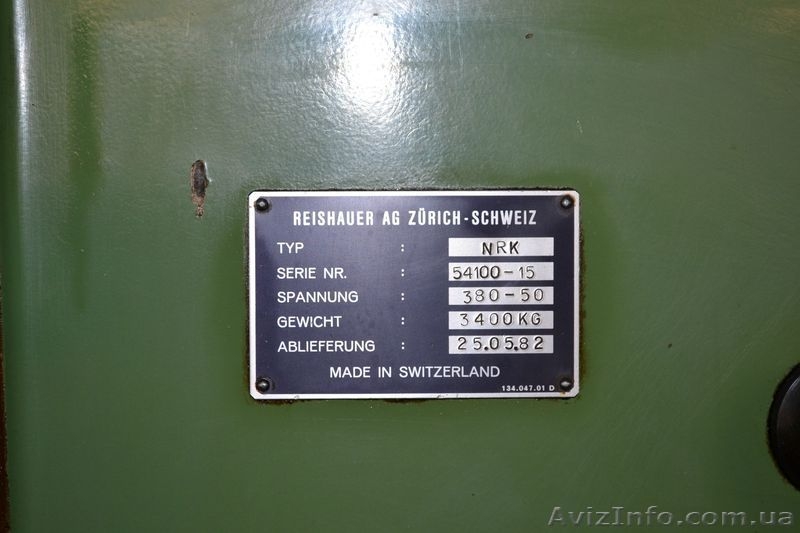 REISHAUER AG ZÜRICH-SCHWEIZ
TYP : NRK
SERIE NR. : 54100-15
SPANNUNG : 380-50
GEWICHT : 3400KG
ABLIEFERUNG : 25.05.82
MADE IN SWITZERLAND
134.047.01 D
AvizInfo.com.ua